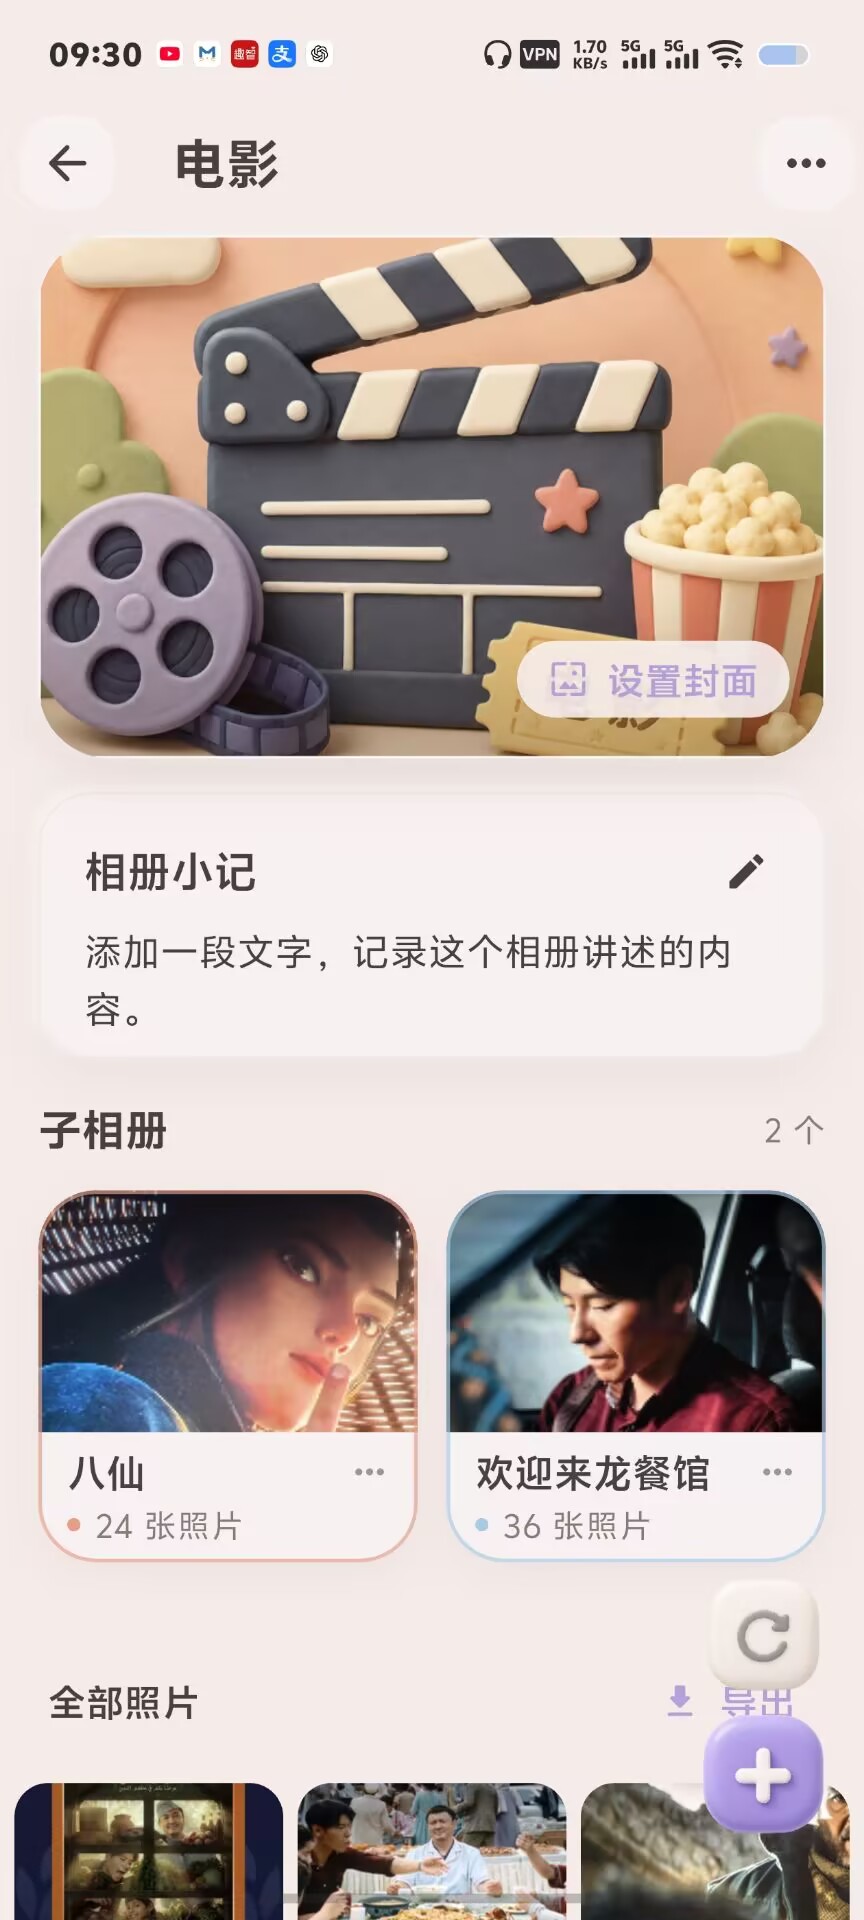 09:30
趣智
支
VPN
1.70
KB/s
5G
5G
电影
设置封面
相册小记
添加一段文字，记录这个相册讲述的内
容。
子相册
2 个
八仙
24 张照片
欢迎来龙餐馆
36 张照片
全部照片
导出